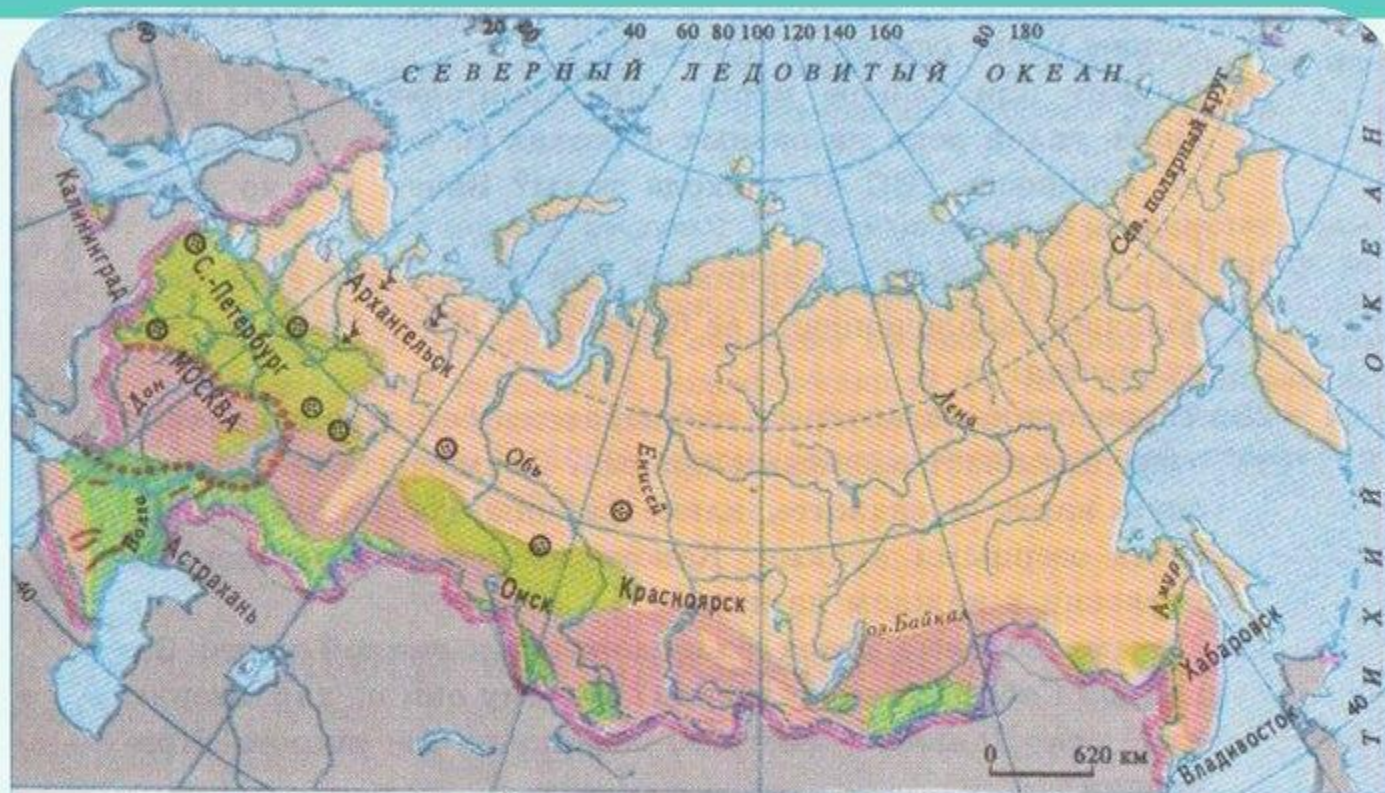 20
40 60 80 100 120 140 160
80 180
СЕВЕРНЫЙ ЛЕДОВИТЫЙ ОКЕАН
Сев. полярный круг
Калининград
С.-Петербург
Архангельск
МОСКВА
Дон
Лена
Обь
Енисей
Волга
Астрахань
40
Омск
Красноярск
оз.Байкал
Амур
Хабаровск
Владивосток
0 620 км
40
ТИХИЙ ОКЕАН